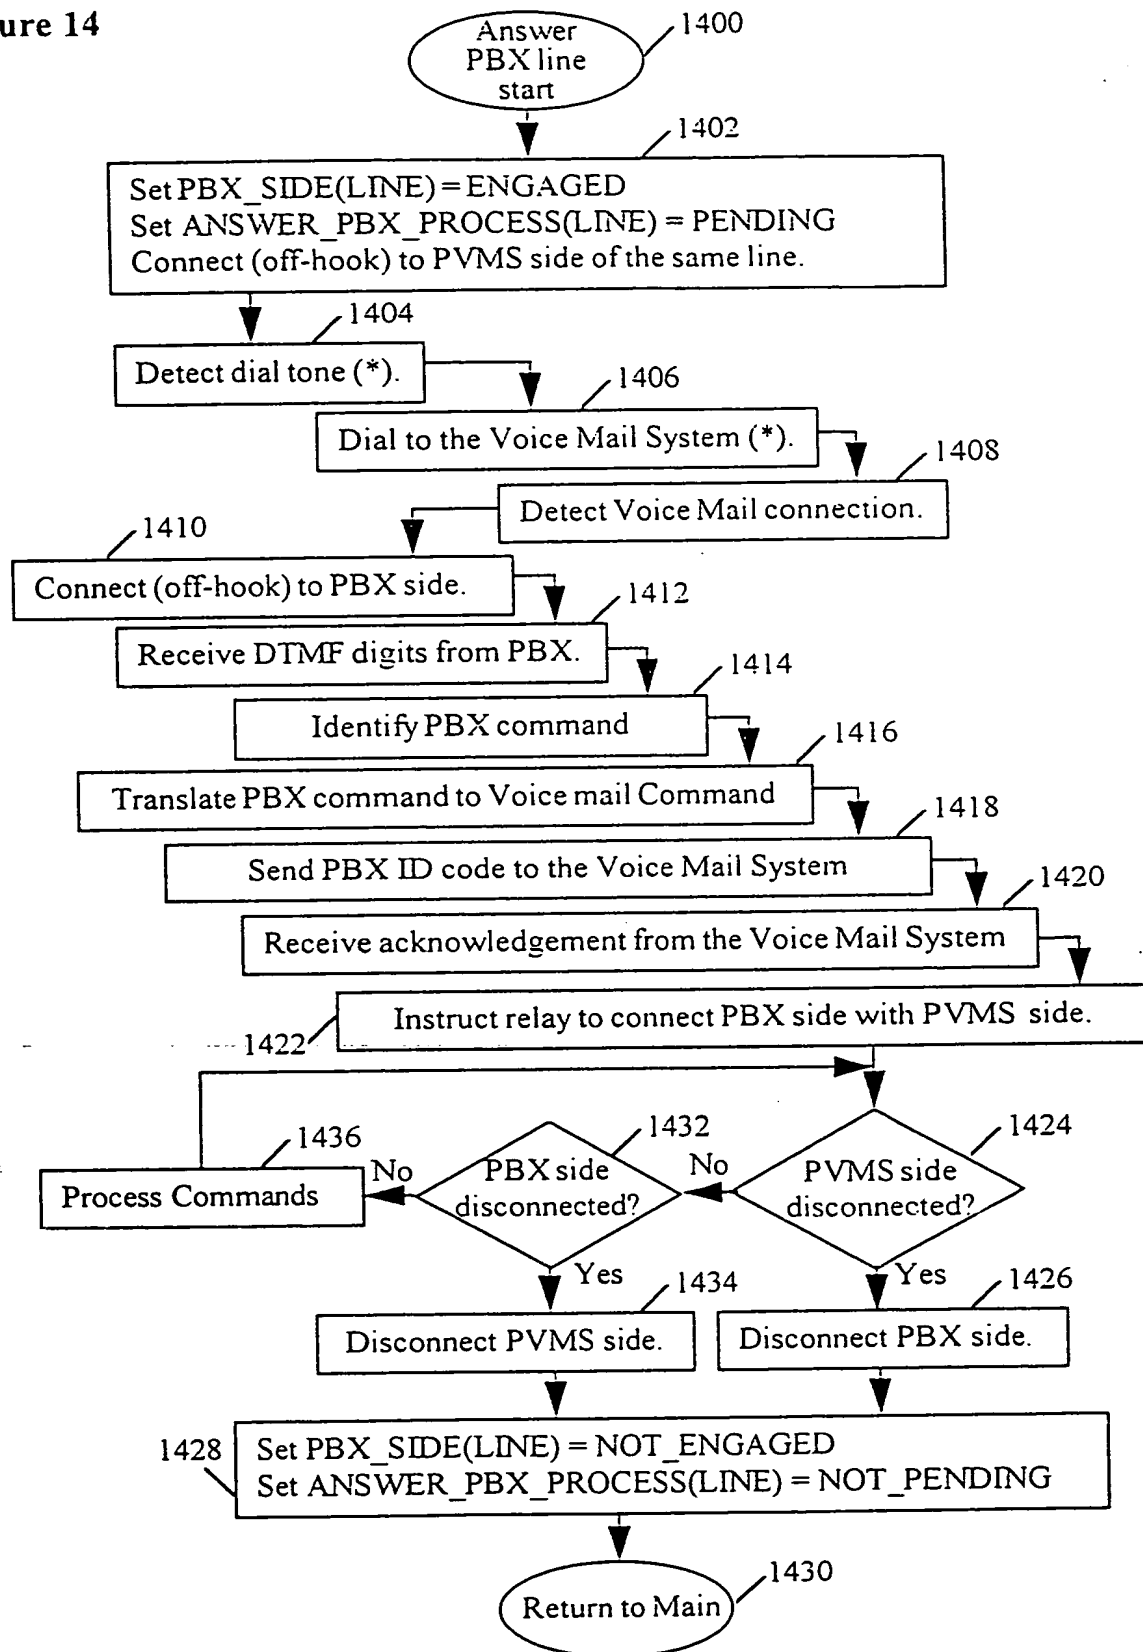 ure 14
Answer
PBX line
start
1400
1402
Set PBX_SIDE(LINE) = ENGAGED
Set ANSWER_PBX_PROCESS(LINE) = PENDING
Connect (off-hook) to PVMS side of the same line.
1404
Detect dial tone (*).
1406
Dial to the Voice Mail System (*).
1408
Detect Voice Mail connection.
1410
Connect (off-hook) to PBX side.
1412
Receive DTMF digits from PBX.
1414
Identify PBX command
1416
Translate PBX command to Voice mail Command
1418
Send PBX ID code to the Voice Mail System
1420
Receive acknowledgement from the Voice Mail System
Instruct relay to connect PBX side with PVMS side.
1422
1424
PVMS side
disconnected?
No
1432
PBX side
disconnected?
No
1436
Process Commands
Yes
1434
Yes
1426
Disconnect PVMS side.
Disconnect PBX side.
1428
Set PBX_SIDE(LINE) = NOT_ENGAGED
Set ANSWER_PBX_PROCESS(LINE) = NOT_PENDING
1430
Return to Main